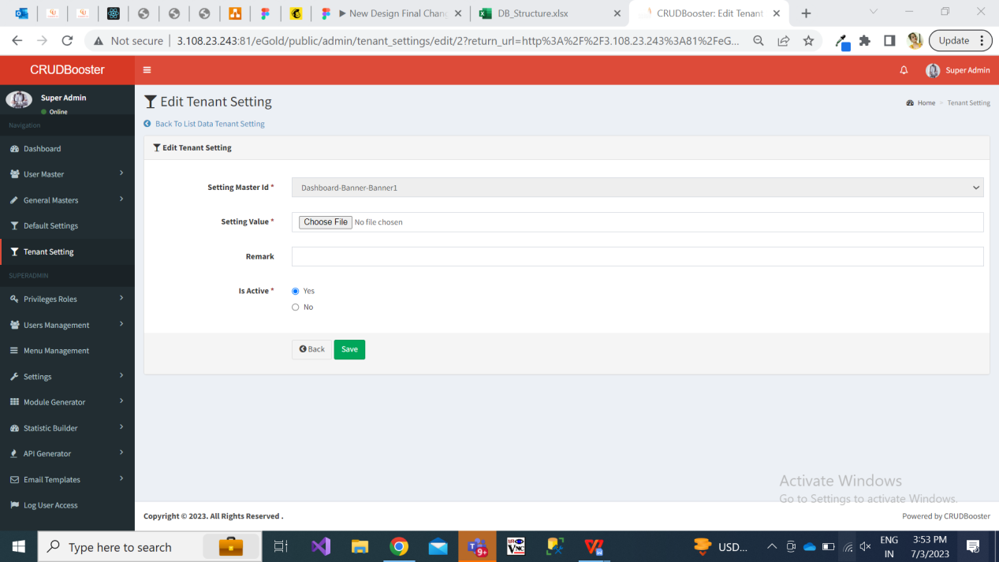 New Design Final Chang
DB_Structure.xlsx
CRUDBooster: Edit Tenant
Not secure
3.108.23.243:81/eGold/public/admin/tenant_settings/edit/2?return_url=http%3A%2F%2F3.108.23.243%3A81%2FeG...
Update
CRUDBooster
Super Admin
Super Admin
Online
Navigation
Dashboard
User Master
General Masters
Default Settings
Tenant Setting
SUPERADMIN
Privileges Roles
Users Management
Menu Management
Settings
Module Generator
Statistic Builder
API Generator
Email Templates
Log User Access
Edit Tenant Setting
Home > Tenant Setting
Back To List Data Tenant Setting
Edit Tenant Setting
Setting Master Id *
Dashboard-Banner-Banner1
Setting Value *
Choose File No file chosen
Remark
Is Active *
Yes
No
Back
Save
Activate Windows
Go to Settings to activate Windows.
Copyright © 2023. All Rights Reserved .
Powered by CRUDBooster
Type here to search
9+
VNC
USD...
ENG
IN
3:53 PM
7/3/2023